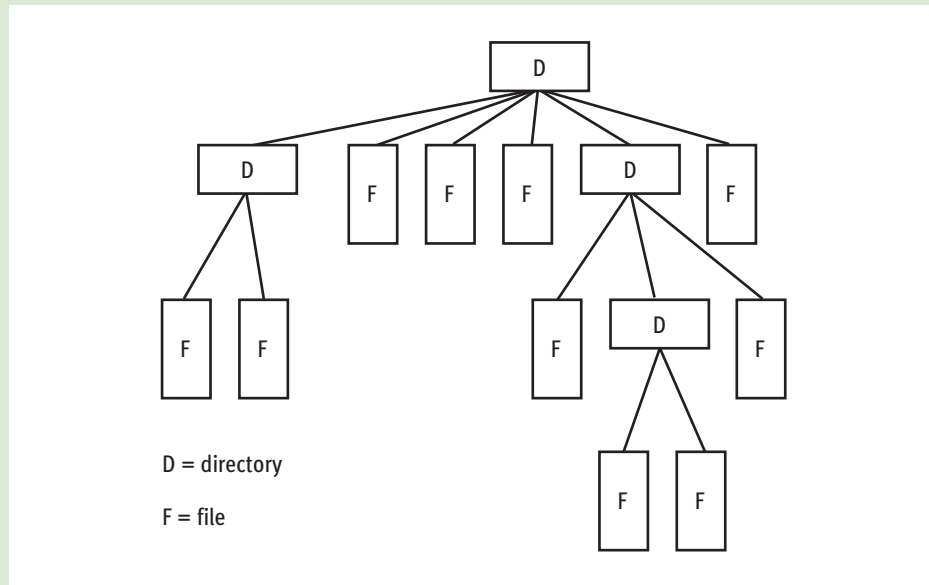 D
D F F F D F
F F F D F
F F
D = directory
F = file